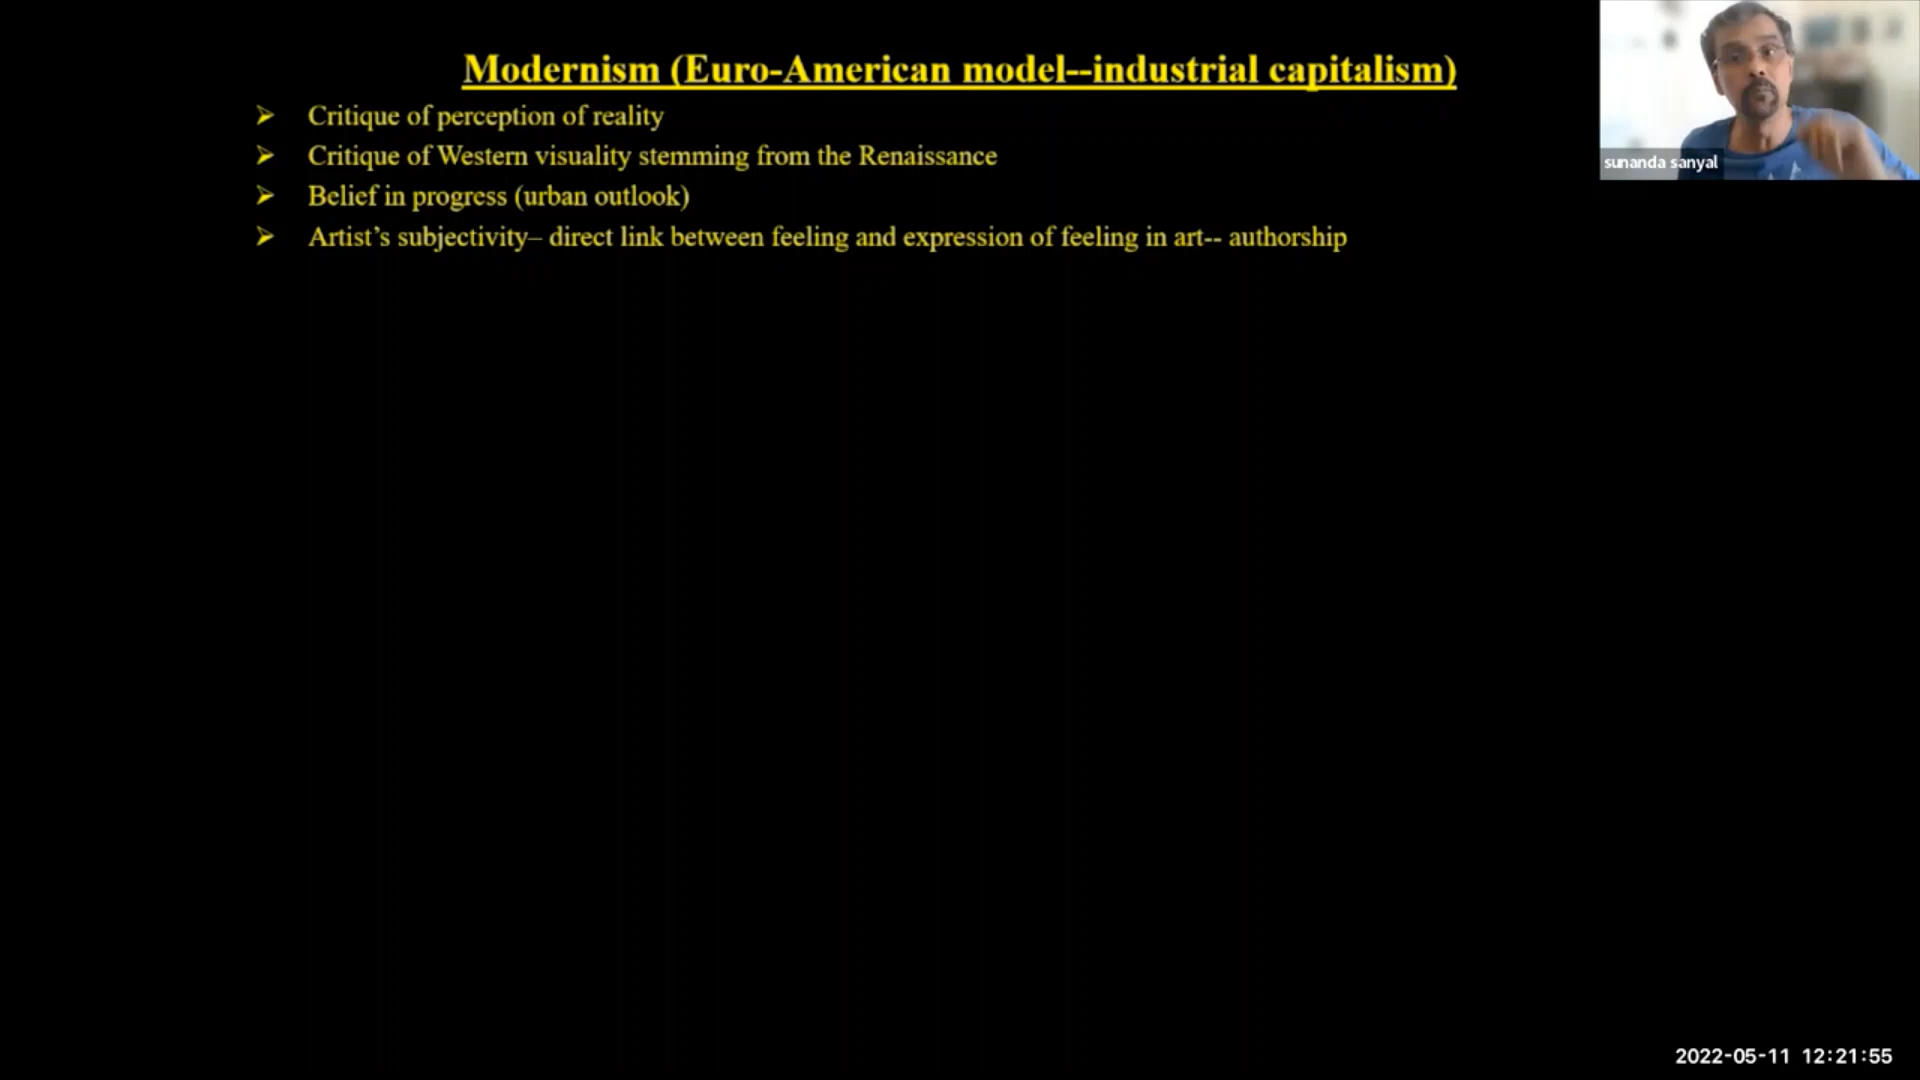 Modernism (Euro-American model--industrial capitalism)
➢ Critique of perception of reality
➢ Critique of Western visuality stemming from the Renaissance
➢ Belief in progress (urban outlook)
➢ Artist’s subjectivity– direct link between feeling and expression of feeling in art-- authorship
sunanda sanyal
2022-05-11 12:21:55